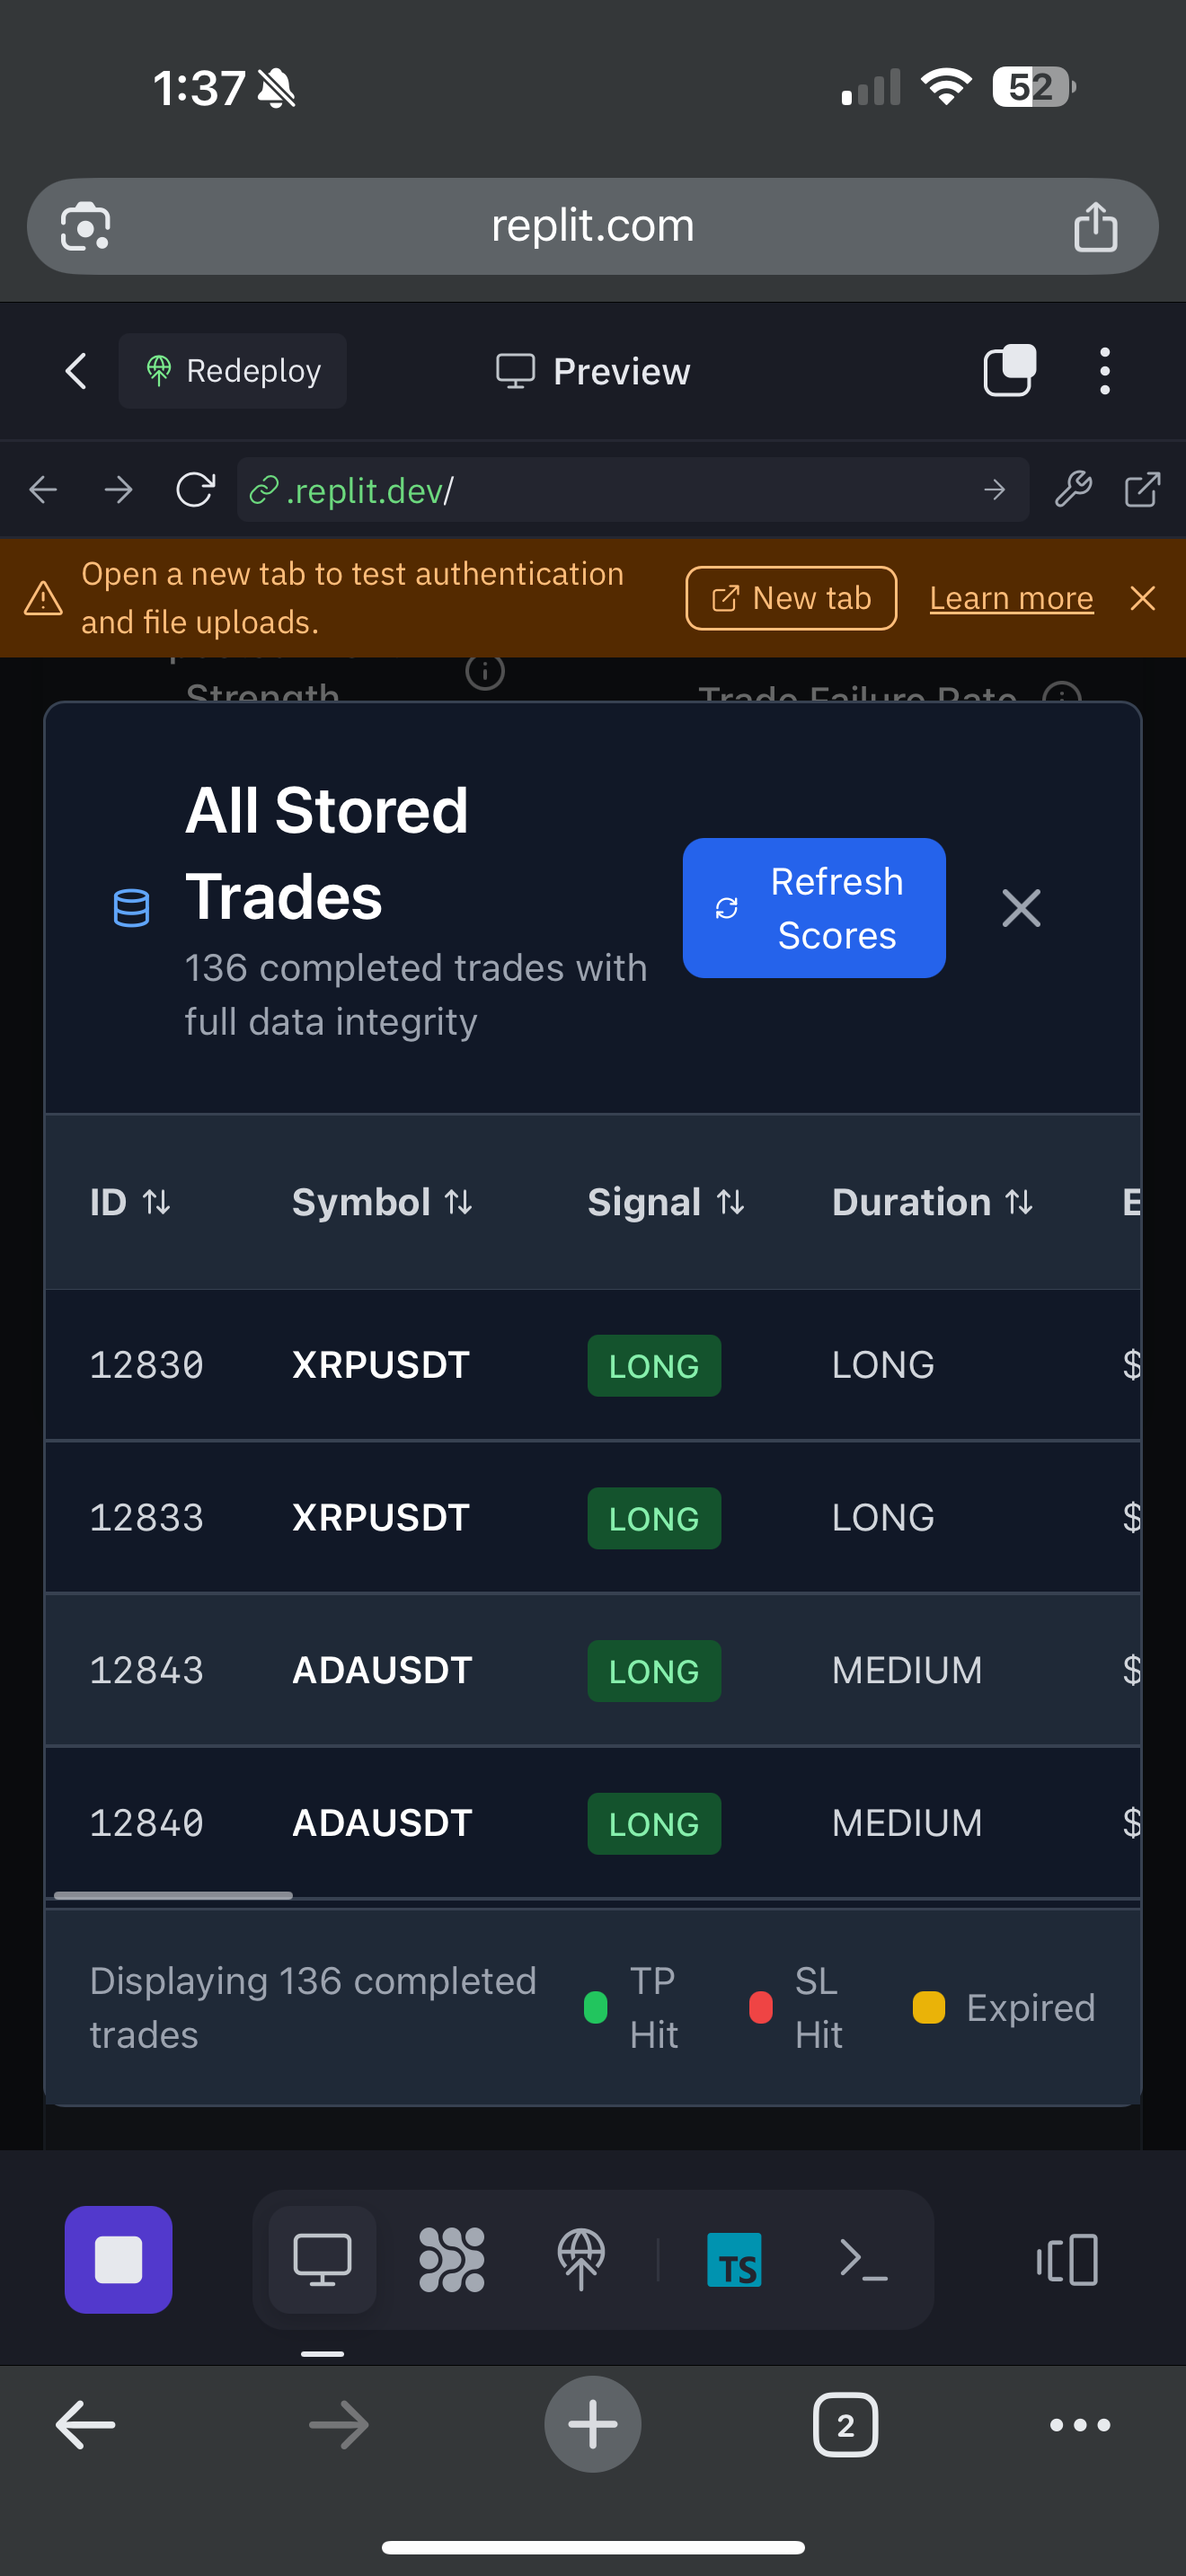 1:37
52
replit.com
Redeploy
Preview
.replit.dev/
Open a new tab to test authentication
and file uploads.
New tab
Learn more
Strength
Trade Failure Rate
All Stored
Trades
136 completed trades with
full data integrity
Refresh
Scores
ID Symbol Signal Duration E
12830 XRPUSDT LONG LONG $
12833 XRPUSDT LONG LONG $
12843 ADAUSDT LONG MEDIUM $
12840 ADAUSDT LONG MEDIUM $
Displaying 136 completed
trades
TP
Hit
SL
Hit
Expired
TS
2